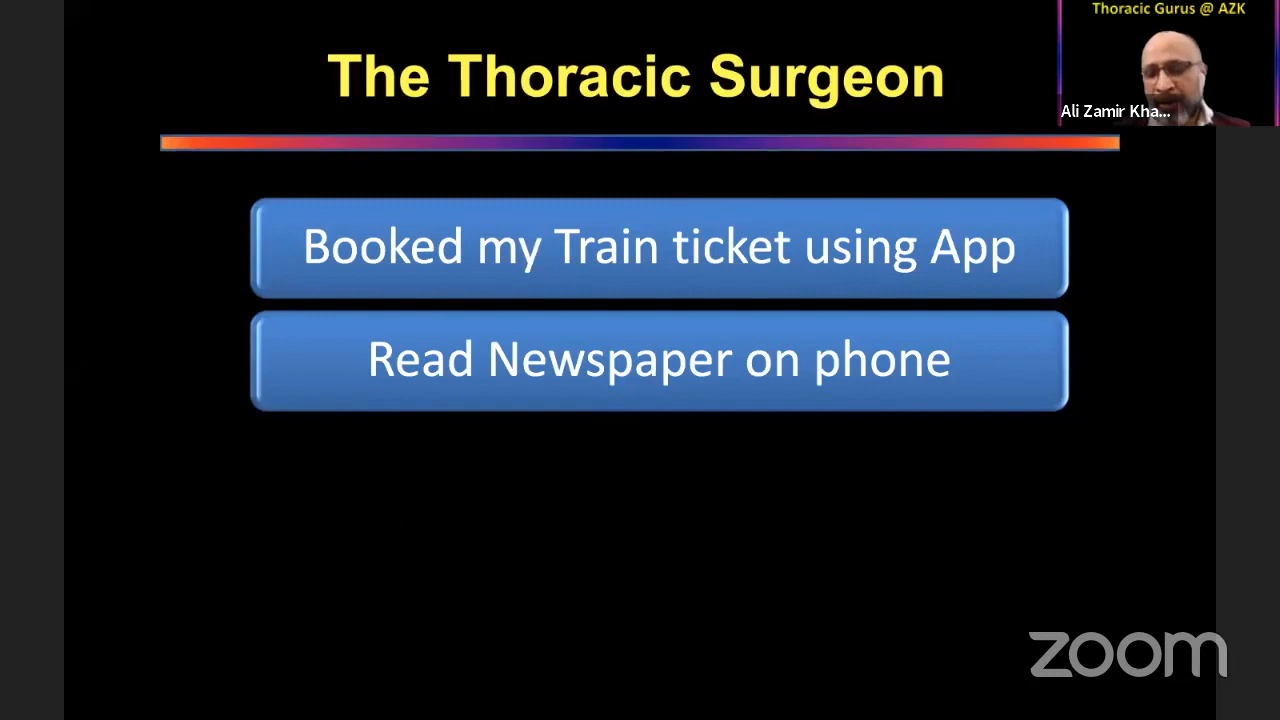 Thoracic Gurus @ AZK
The Thoracic Surgeon
Ali Zamir Kha...
Booked my Train ticket using App
Read Newspaper on phone
zoom